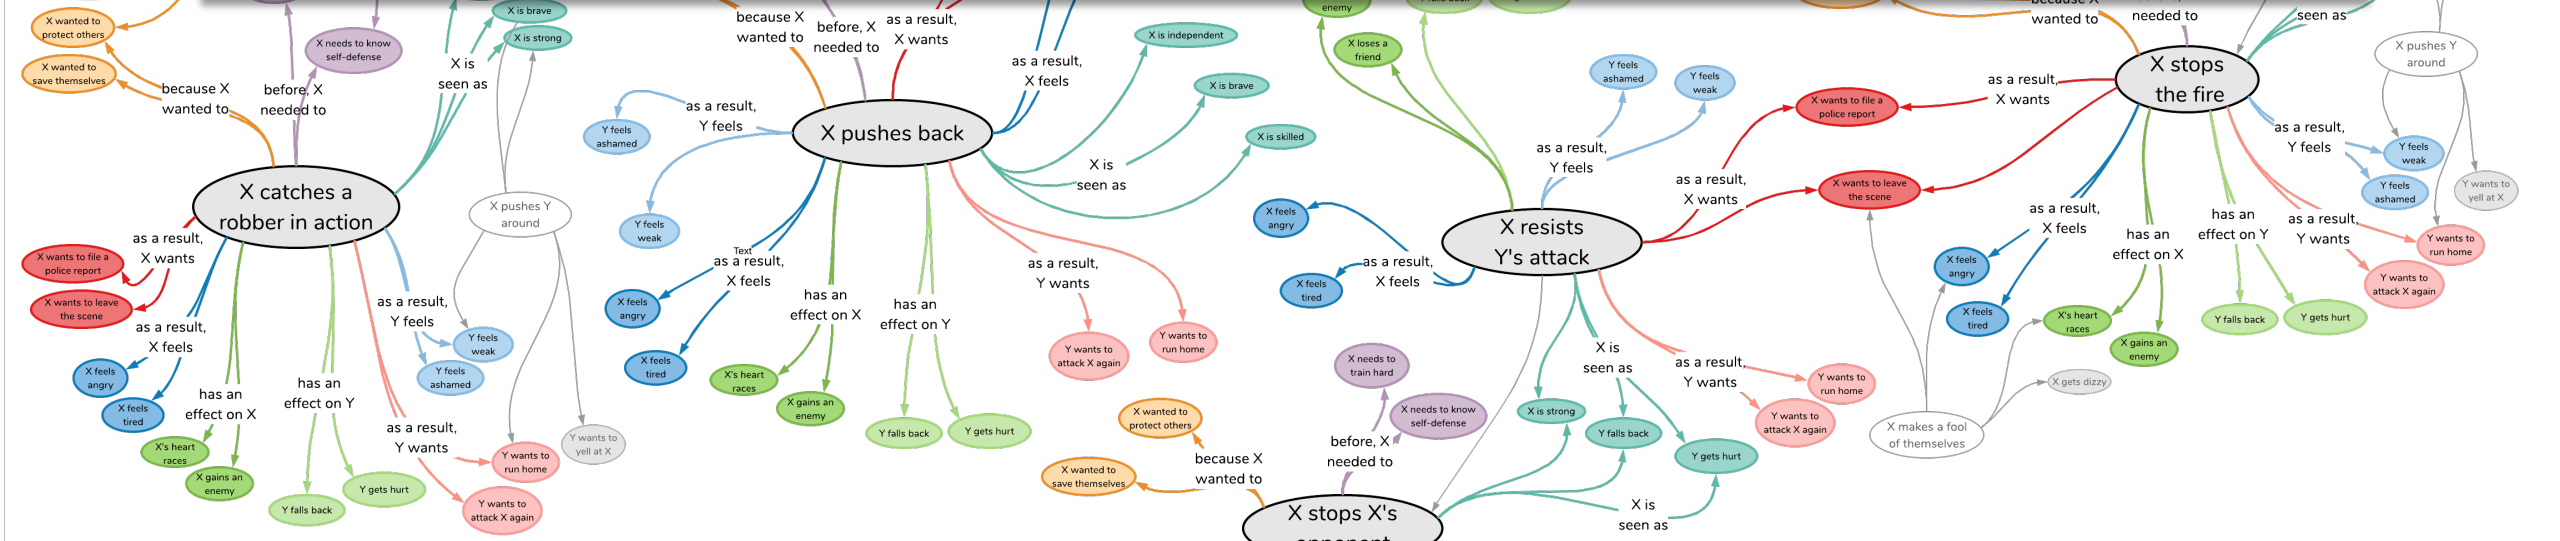 X wanted to
protect others
X wanted to
save themselves
because X
wanted to
before, X
needed to
X needs to know
self-defense
X is
seen as
X is brave
X is strong
X catches a
robber in action
X pushes Y
around
as a result,
X wants
X wants to file a
police report
X wants to leave
the scene
as a result,
X feels
X feels
angry
X feels
tired
has an
effect on X
X's heart
races
X gains an
enemy
has an
effect on Y
Y falls back
Y gets hurt
as a result,
Y feels
Y feels
weak
Y feels
ashamed
as a result,
Y wants
Y wants to
run home
Y wants to
attack X again
Y wants to
yell at X
because X
wanted to
before, X
needed to
as a result,
X wants
as a result,
X feels
X pushes back
as a result,
Y feels
Y feels
ashamed
Y feels
weak
X is independent
X is brave
X is skilled
X is
seen as
Text
as a result,
X feels
X feels
angry
X feels
tired
has an
effect on X
X's heart
races
X gains an
enemy
has an
effect on Y
Y falls back
Y gets hurt
as a result,
Y wants
Y wants to
attack X again
Y wants to
run home
enemy
X loses a
friend
Y feels
ashamed
Y feels
weak
as a result,
Y feels
X resists
Y's attack
X feels
angry
X feels
tired
as a result,
X feels
as a result,
X wants
X wants to file a
police report
X wants to leave
the scene
X is
seen as
X is strong
Y falls back
Y gets hurt
as a result,
Y wants
Y wants to
run home
Y wants to
attack X again
X needs to
train hard
X needs to know
self-defense
before, X
needed to
X wanted to
protect others
X wanted to
save themselves
because X
wanted to
X is
seen as
X stops X's
opponent
because X
wanted to
needed to
seen as
X stops
the fire
as a result,
X wants
X pushes Y
around
as a result,
Y feels
Y feels
weak
Y feels
ashamed
Y wants to
yell at X
as a result,
X feels
X feels
angry
X feels
tired
has an
effect on X
X's heart
races
X gains an
enemy
has an
effect on Y
Y falls back
Y gets hurt
as a result,
Y wants
Y wants to
run home
Y wants to
attack X again
X gets dizzy
X makes a fool
of themselves